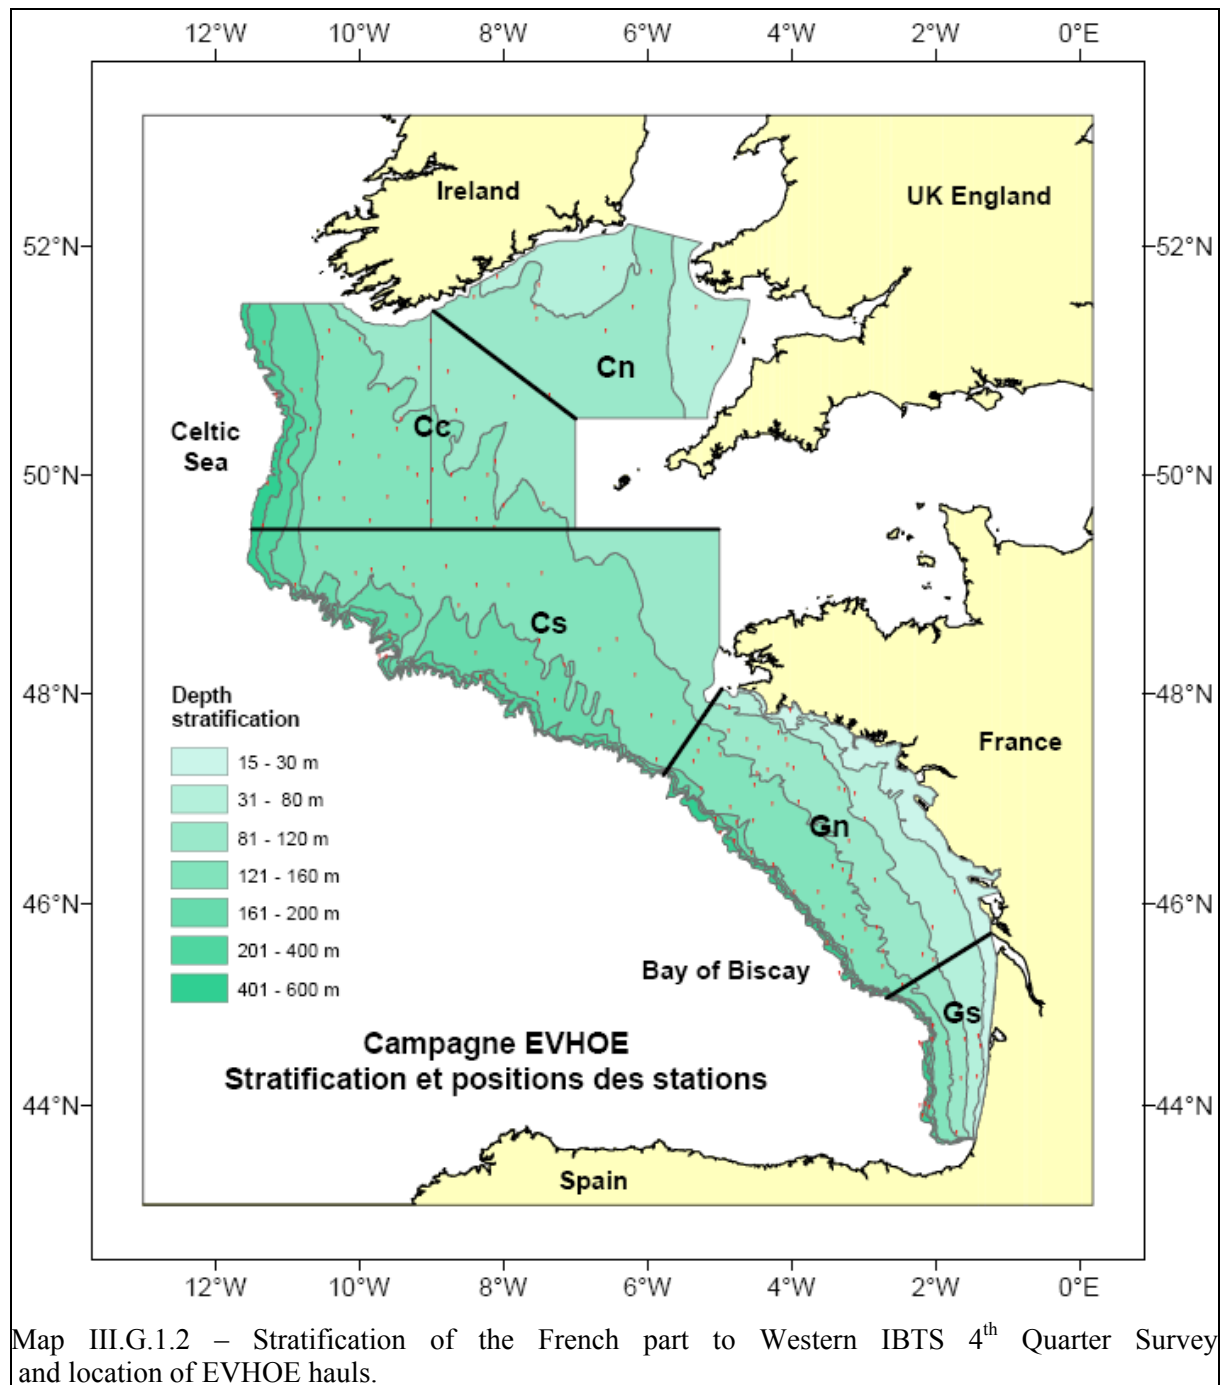 12°W 10°W 8°W 6°W 4°W 2°W 0°E
Ireland
UK England
52°N 52°N
Cn
Cc
Celtic
Sea
50°N 50°N
Cs
48°N 48°N
Depth
stratification
15 - 30 m
31 - 80 m
81 - 120 m
121 - 160 m
161 - 200 m
201 - 400 m
401 - 600 m
France
Gn
46°N 46°N
Bay of Biscay
Gs
Campagne EVHOE
Stratification et positions des stations
44°N 44°N
Spain
12°W 10°W 8°W 6°W 4°W 2°W 0°E
Map III.G.1.2 – Stratification of the French part to Western IBTS 4th Quarter Survey
and location of EVHOE hauls.